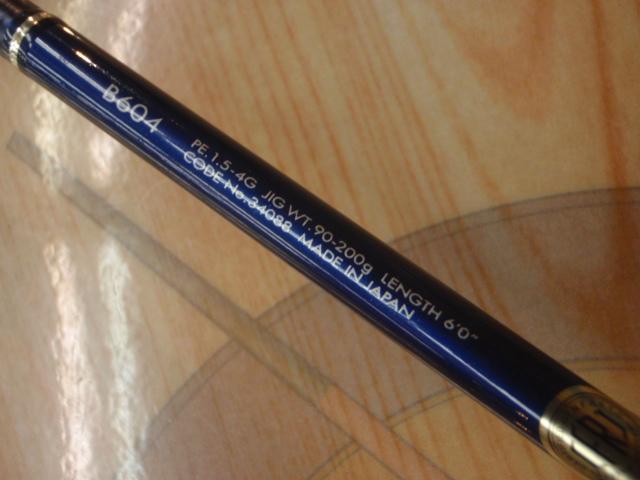 B604
PE. 1.5-4G JIG WT. 90-200g LENGTH 6'0"
CODE No.34088 MADE IN JAPAN